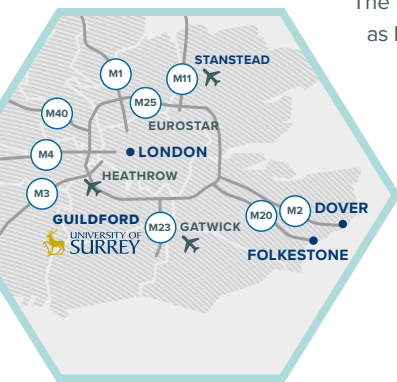 The
as
STANSTEAD
M1
M11
M25
M40
EUROSTAR
M4
LONDON
HEATHROW
M3
GUILDFORD
UNIVERSITY OF
SURREY
M23
GATWICK
M20
M2
DOVER
FOLKESTONE